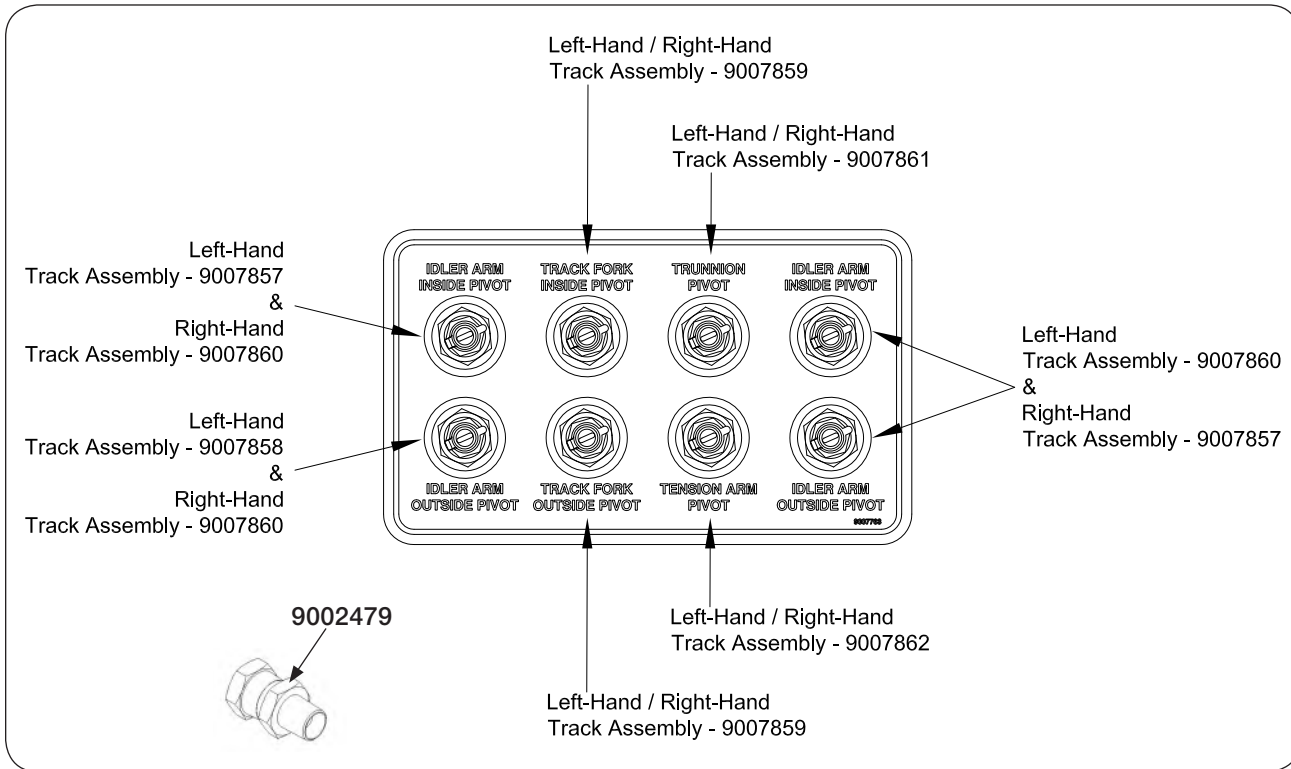 Left-Hand / Right-Hand
Track Assembly - 9007859
Left-Hand / Right-Hand
Track Assembly - 9007861
Left-Hand
Track Assembly - 9007857
&
Right-Hand
Track Assembly - 9007860
IDLER ARM
INSIDE PIVOT
TRACK FORK
INSIDE PIVOT
TRUNNION
PIVOT
IDLER ARM
INSIDE PIVOT
Left-Hand
Track Assembly - 9007860
&
Right-Hand
Track Assembly - 9007857
Left-Hand
Track Assembly - 9007858
&
Right-Hand
Track Assembly - 9007860
IDLER ARM
OUTSIDE PIVOT
TRACK FORK
OUTSIDE PIVOT
TENSION ARM
PIVOT
IDLER ARM
OUTSIDE PIVOT
9007763
9002479
Left-Hand / Right-Hand
Track Assembly - 9007862
Left-Hand / Right-Hand
Track Assembly - 9007859